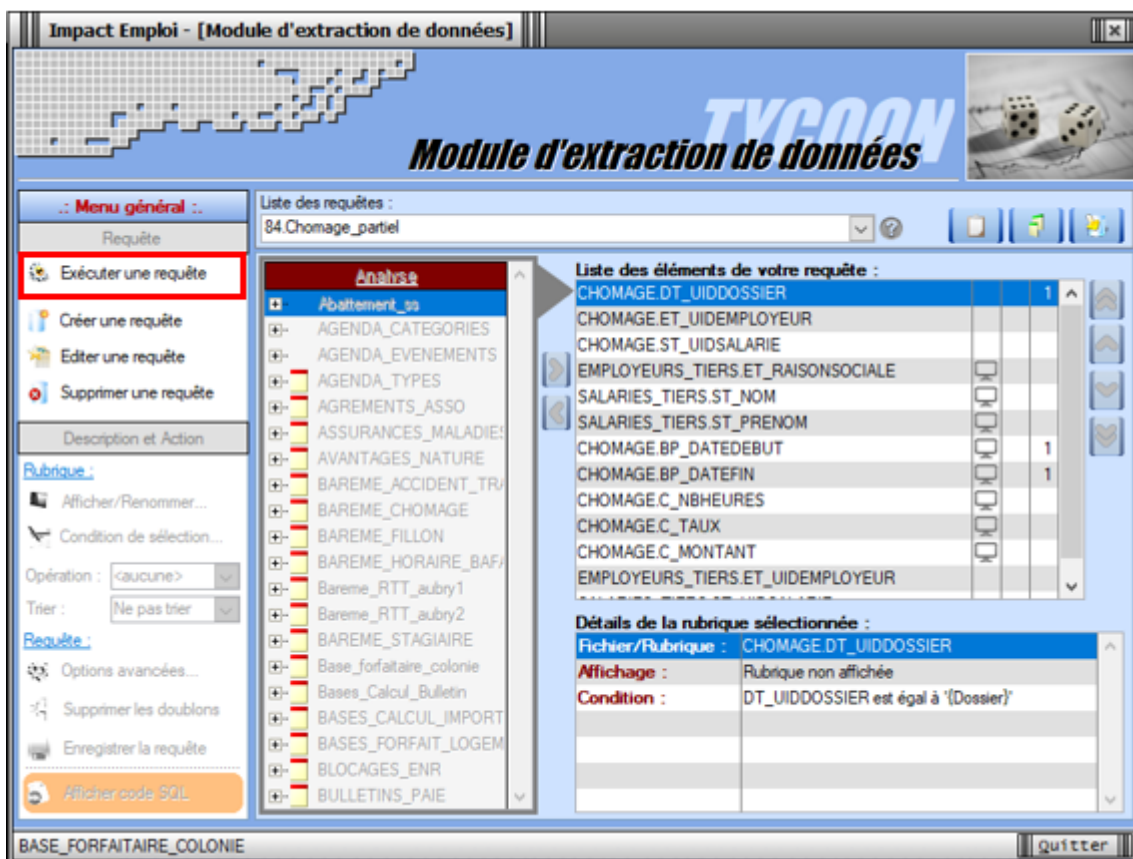 Impact Emploi - [Module d'extraction de données]
TYCOON
Module d'extraction de données
.: Menu général :.
Requête
Exécuter une requête
Créer une requête
Editer une requête
Supprimer une requête
Description et Action
Rubrique :
Afficher/Renommer...
Condition de sélection...
Opération : <aucune>
Trier : Ne pas trier
Requête :
Options avancées...
Supprimer les doublons
Enregistrer la requête
Afficher code SQL
Liste des requêtes :
84.Chomage_partiel
Analyse
Abattement_ss
AGENDA_CATEGORIES
AGENDA_EVENEMENTS
AGENDA_TYPES
AGREMENTS_ASSO
ASSURANCES_MALADIES
AVANTAGES_NATURE
BAREME_ACCIDENT_TRA
BAREME_CHOMAGE
BAREME_FILLON
BAREME_HORAIRE_BAFA
Bareme_RTT_aubry1
Bareme_RTT_aubry2
BAREME_STAGIAIRE
Base_forfaitaire_colonie
Bases_Calcul_Bulletin
BASES_CALCUL_IMPORT
BASES_FORFAIT_LOGEM
BLOCAGES_ENR
BULLETINS_PAIE
Liste des éléments de votre requête :
CHOMAGE.DT_UIDDOSSIER 1
CHOMAGE.ET_UIDEMPLOYEUR
CHOMAGE.ST_UIDSALARIE
EMPLOYEURS_TIERS.ET_RAISONSOCIALE
SALARIES_TIERS.ST_NOM
SALARIES_TIERS.ST_PRENOM
CHOMAGE.BP_DATEDEBUT 1
CHOMAGE.BP_DATEFIN 1
CHOMAGE.C_NBHEURES
CHOMAGE.C_TAUX
CHOMAGE.C_MONTANT
EMPLOYEURS_TIERS.ET_UIDEMPLOYEUR
Détails de la rubrique sélectionnée :
Fichier/Rubrique : CHOMAGE.DT_UIDDOSSIER
Affichage : Rubrique non affichée
Condition : DT_UIDDOSSIER est égal à '{Dossier}'
BASE_FORFAITAIRE_COLONIE
Quitter